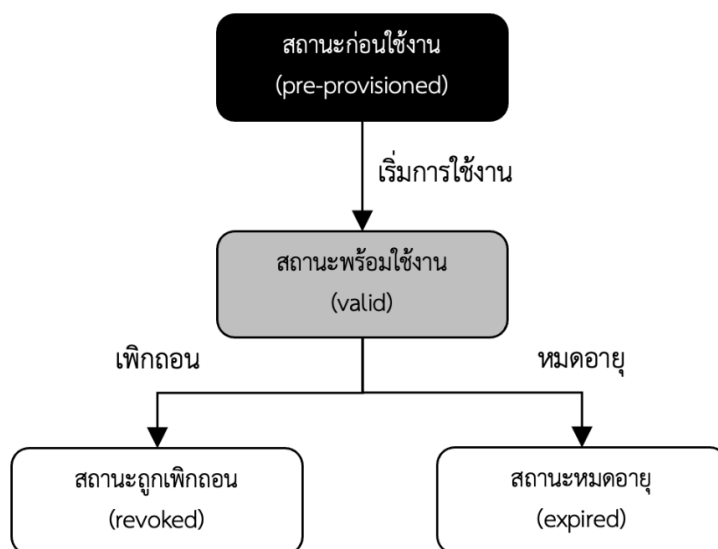 สถานะก่อนใช้งาน
(pre-provisioned)
เริ่มการใช้งาน
สถานะพร้อมใช้งาน
(valid)
เพิกถอน
หมดอายุ
สถานะถูกเพิกถอน
(revoked)
สถานะหมดอายุ
(expired)